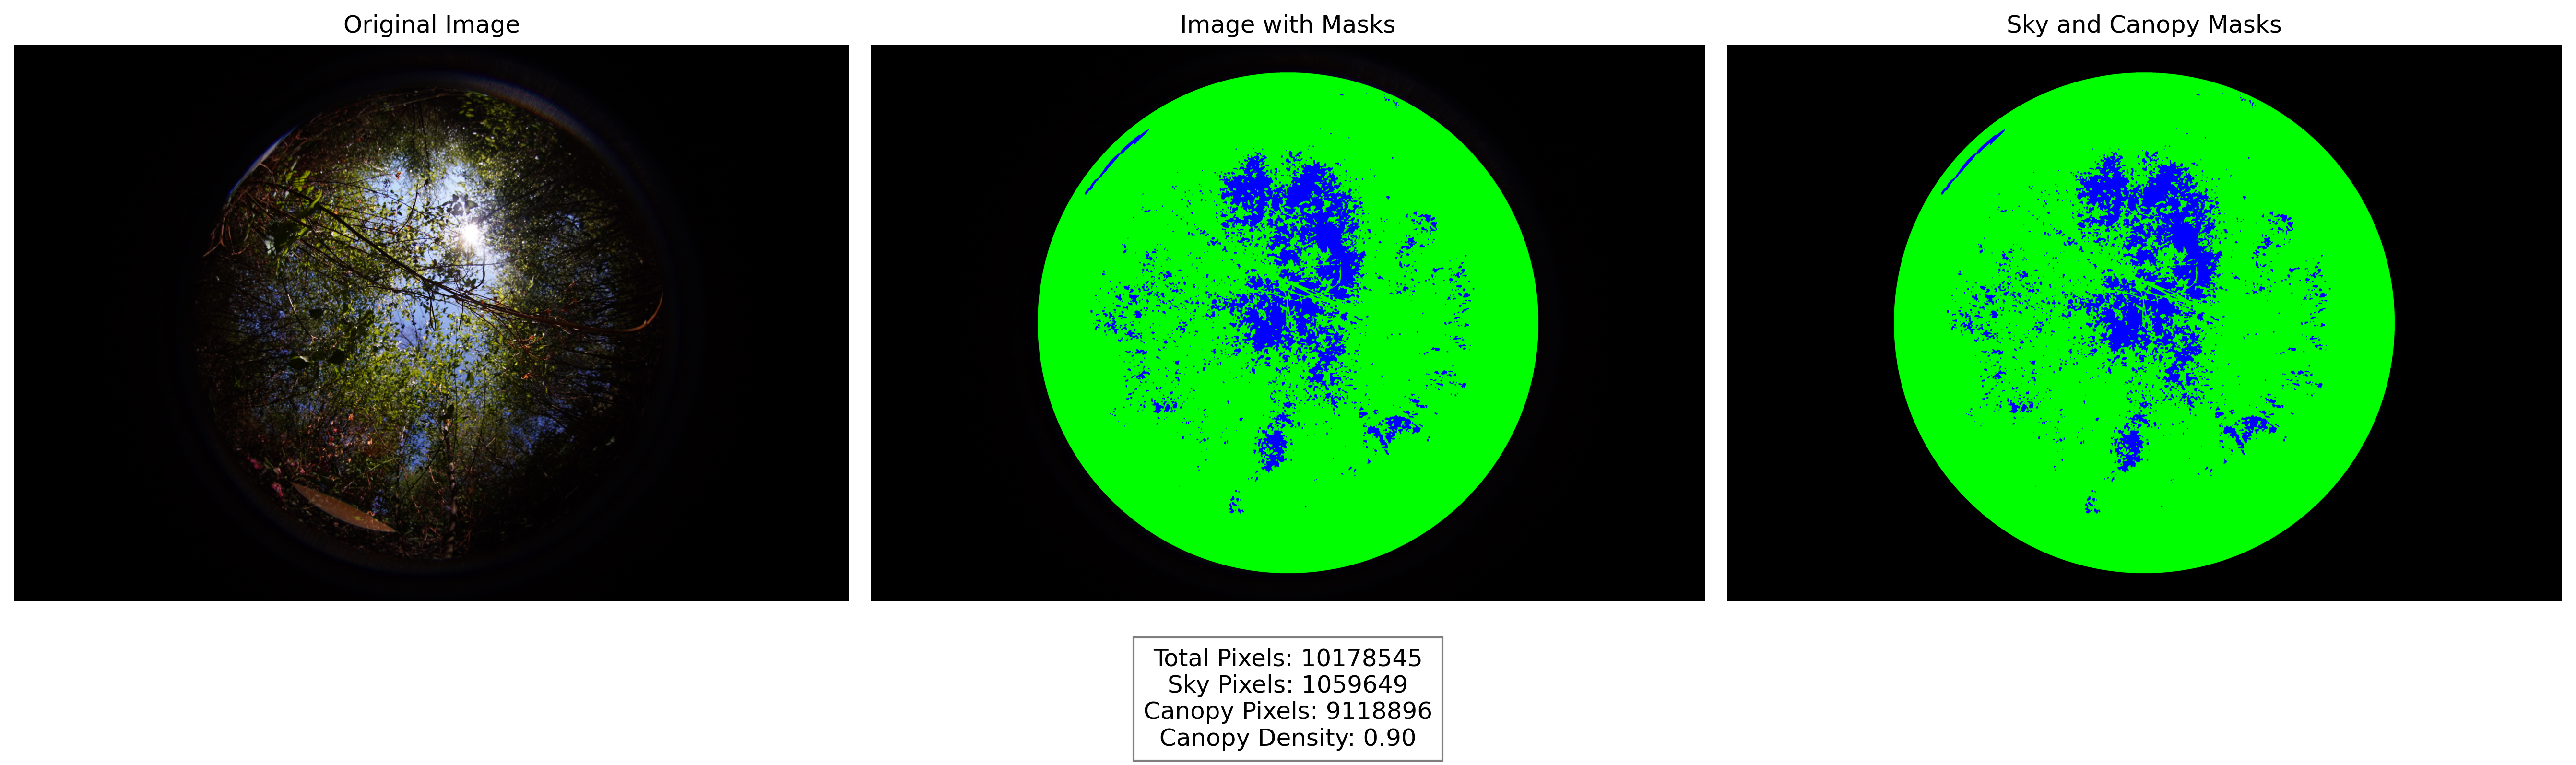 Original Image
Image with Masks
Sky and Canopy Masks
Total Pixels: 10178545
Sky Pixels: 1059649
Canopy Pixels: 9118896
Canopy Density: 0.90